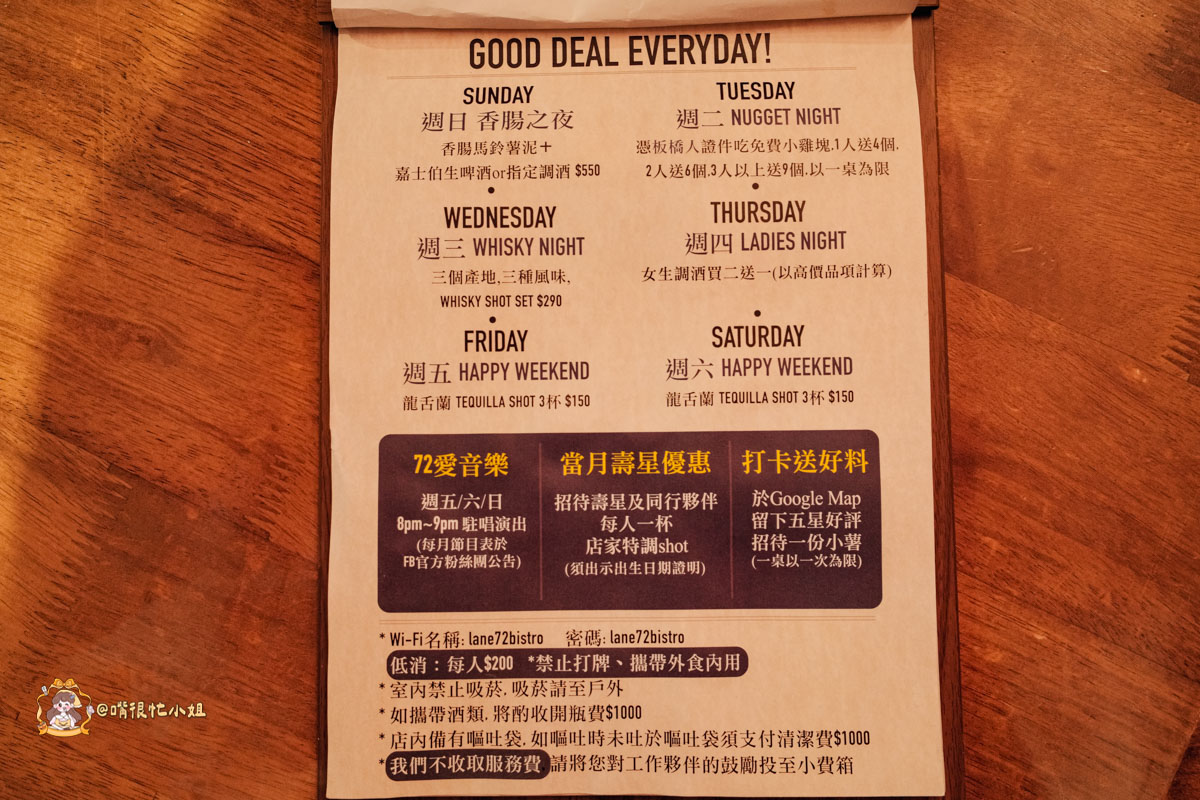 GOOD DEAL EVERYDAY!
SUNDAY
週日 香腸之夜
香腸馬鈴薯泥+
嘉士伯生啤酒or指定調酒 $550
TUESDAY
週二 NUGGET NIGHT
憑板橋人證件吃免費小雞塊.1人送4個.
2人送6個.3人以上送9個.以一桌為限
WEDNESDAY
週三 WHISKY NIGHT
三個產地,三種風味,
WHISKY SHOT SET $290
THURSDAY
週四 LADIES NIGHT
女生調酒買二送一(以高價品項計算)
FRIDAY
週五 HAPPY WEEKEND
龍舌蘭 TEQUILLA SHOT 3杯 $150
SATURDAY
週六 HAPPY WEEKEND
龍舌蘭 TEQUILLA SHOT 3杯 $150
72愛音樂
週五/六/日
8pm~9pm 駐唱演出
(每月節目表於
FB官方粉絲團公告)
當月壽星優惠
招待壽星及同行夥伴
每人一杯
店家特調shot
(須出示出生日期證明)
打卡送好料
於Google Map
留下五星好評
招待一份小薯
(一桌以一次為限)
* Wi-Fi名稱: lane72bistro 密碼: lane72bistro
低消：每人$200 *禁止打牌、攜帶外食內用
* 室內禁止吸菸, 吸菸請至戶外
* 如攜帶酒類, 將酌收開瓶費$1000
* 店內備有嘔吐袋, 如嘔吐時未吐於嘔吐袋須支付清潔費$1000
* 我們不收取服務費 請將您對工作夥伴的鼓勵投至小費箱
@嘴很忙小姐